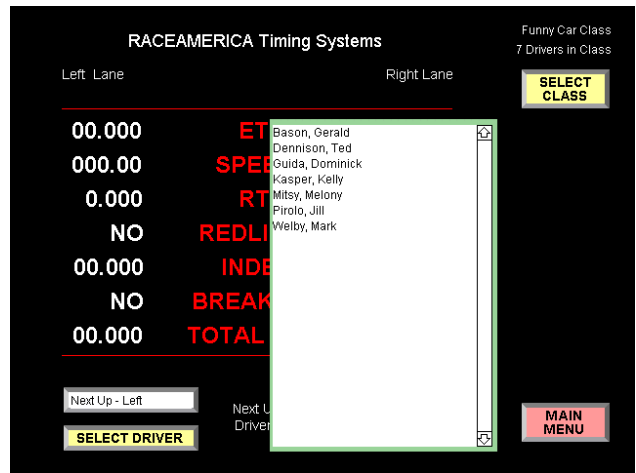 RACEAMERICA Timing Systems
Funny Car Class
7 Drivers in Class
Left Lane
Right Lane
SELECT
CLASS
00.000 ET
000.00 SPEE
0.000 RT
NO REDLI
00.000 INDE
NO BREAK
00.000 TOTAL
Bason, Gerald
Dennison, Ted
Guida, Dominick
Kasper, Kelly
Mitsy, Melony
Pirolo, Jill
Welby, Mark
Next Up - Left
SELECT DRIVER
Next U
Driver
MAIN
MENU